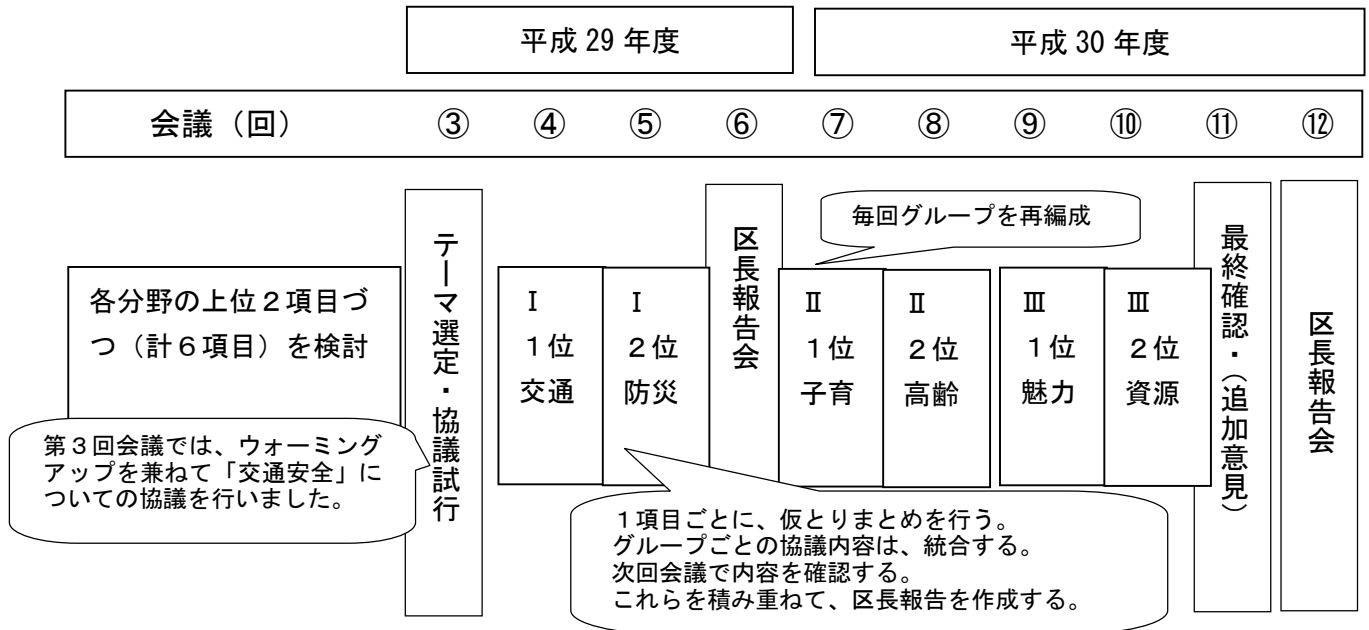 平成 29 年度
平成 30 年度
会議（回）
③
④
⑤
⑥
⑦
⑧
⑨
⑩
⑪
⑫
各分野の上位２項目づ
つ（計６項目）を検討
第３回会議では、ウォーミング
アップを兼ねて「交通安全」に
ついての協議を行いました。
テーマ選定・協議試行
Ⅰ
１位
交通
Ⅰ
２位
防災
区長報告会
毎回グループを再編成
Ⅱ
１位
子育
Ⅱ
２位
高齢
Ⅲ
１位
魅力
Ⅲ
２位
資源
最終確認・（追加意見）
区長報告会
１項目ごとに、仮とりまとめを行う。
グループごとの協議内容は、統合する。
次回会議で内容を確認する。
これらを積み重ねて、区長報告を作成する。